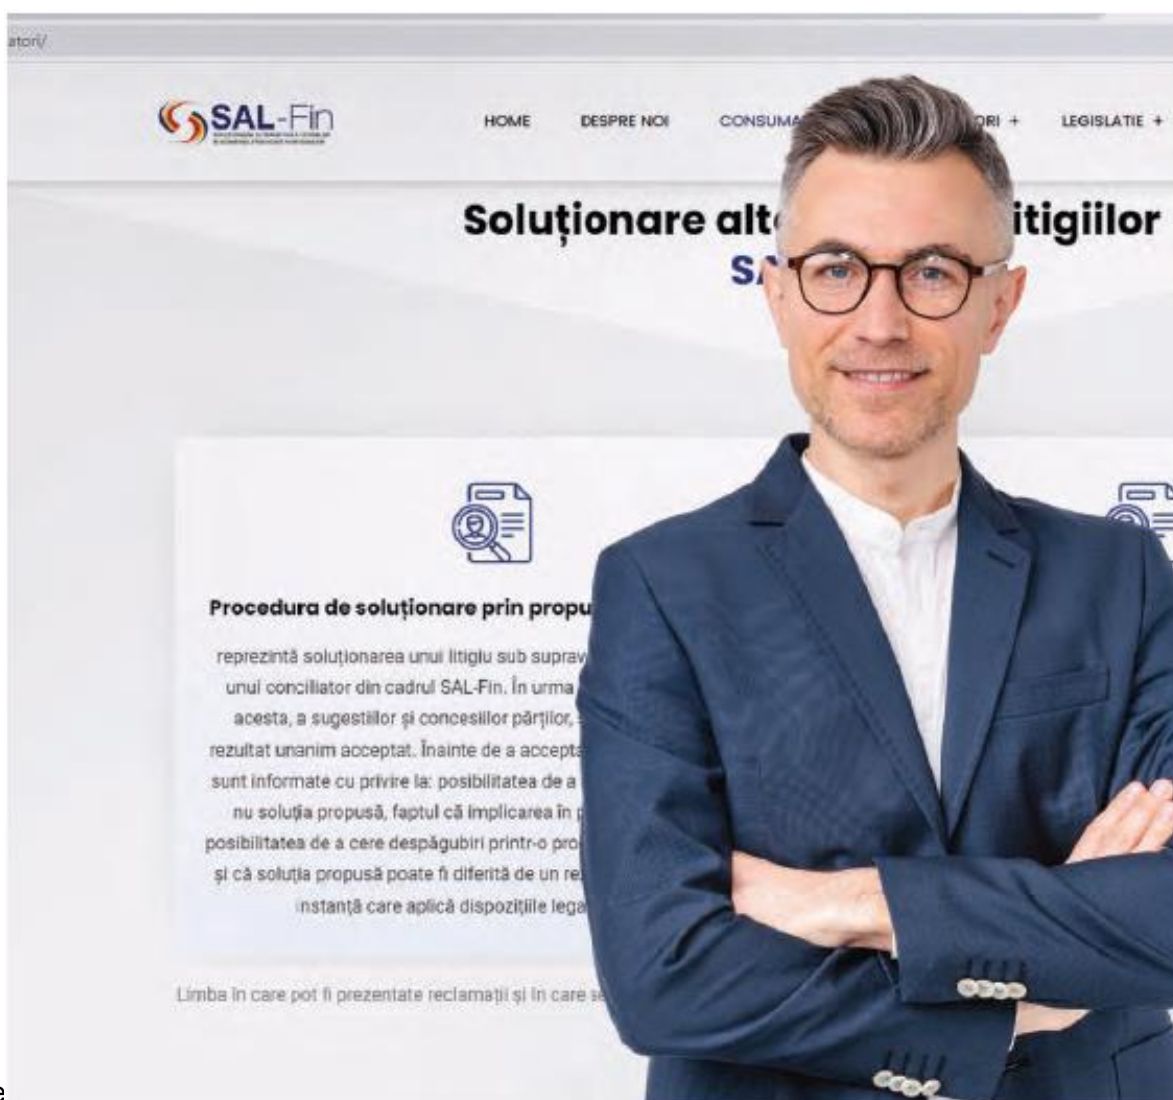 atori/
SAL-Fin
HOME DESPRE NOI CONSUMA ORI + LEGISLATIE +
Soluționare alte itigiilor
SA
Procedura de soluționare prin propu
reprezintă soluționarea unui litigiu sub suprav
unui conciliator din cadrul SAL-Fin. În urma
acesta, a sugestiilor și concesiilor părților,
rezultat unanim acceptat. Înainte de a accepta
sunt informate cu privire la: posibilitatea de a
nu soluția propusă, faptul că implicarea în p
posibilitatea de a cere despăgubiri printr-o pro
și că soluția propusă poate fi diferită de un re
instanță care aplică dispozițiile lega
Limba în care pot fi prezentate reclamații și în care se
e